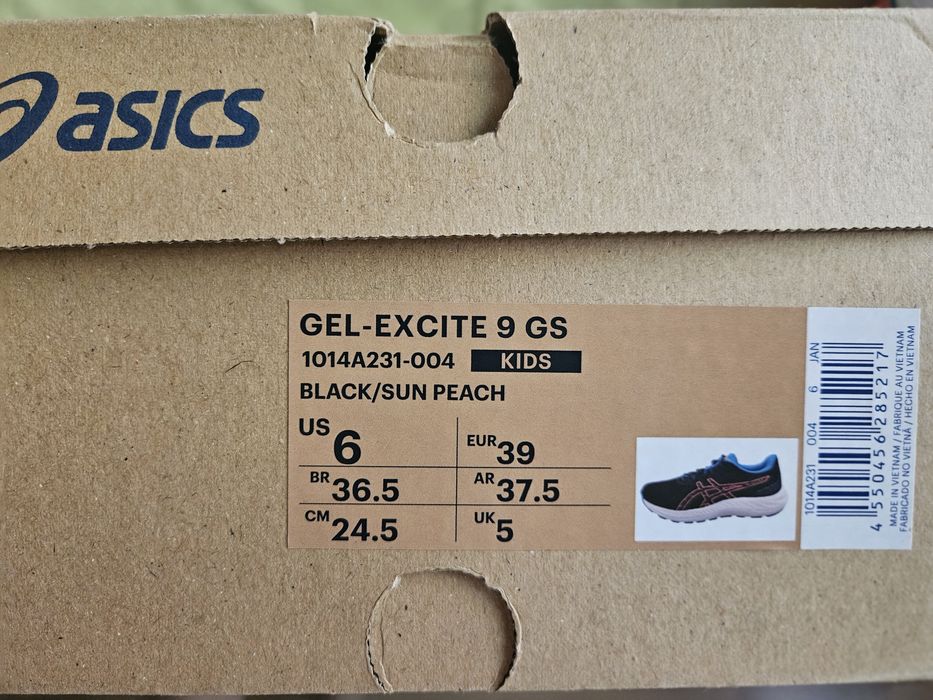 asics
GEL-EXCITE 9 GS
1014A231-004 KIDS
BLACK/SUN PEACH
US 6
EUR 39
BR 36.5
AR 37.5
CM 24.5
UK 5
1014A231 004 6 JAN
4 550456 285217
MADE IN VIETNAM / FABRIQUE AU VIETNAM
FABRICADO NO VIETNÃ / HECHO EN VIETNAM